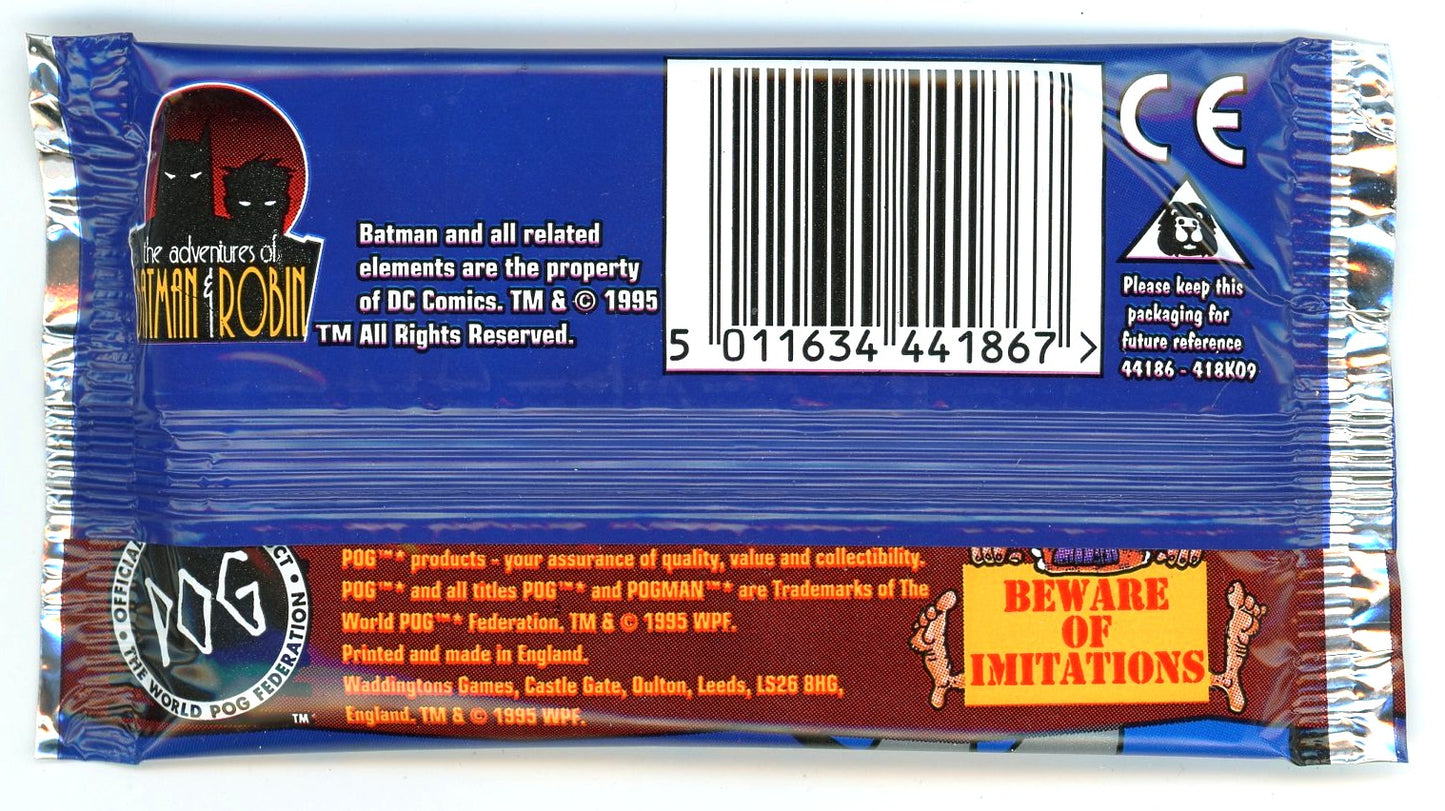 the adventures of
BATMAN & ROBIN
TM
Batman and all related
elements are the property
of DC Comics. TM & © 1995
All Rights Reserved.
5 011634 441867 >
CE
Please keep this
packaging for
future reference
44186 - 418K09
OFFICIAL
POG
THE WORLD POG FEDERATION
TM
POG™* products - your assurance of quality, value and collectibility.
POG™* and all titles POG™* and POGMAN™* are Trademarks of The
World POG™* Federation. TM & © 1995 WPF.
Printed and made in England.
Waddingtons Games, Castle Gate, Oulton, Leeds, LS26 8HG,
England. TM & © 1995 WPF.
BEWARE
OF
IMITATIONS